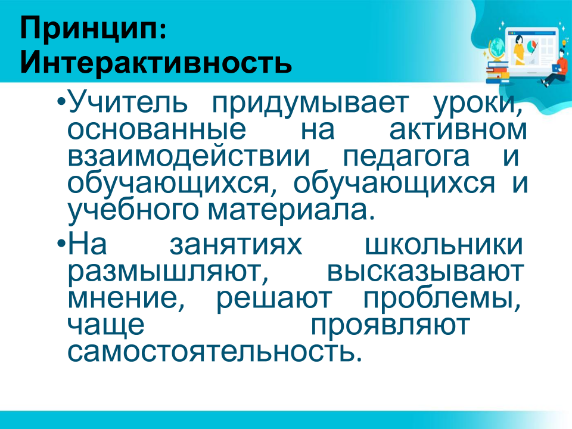 Принцип:
Интерактивность
•Учитель придумывает уроки,
основанные на активном
взаимодействии педагога и
обучающихся, обучающихся и
учебного материала.
•На занятиях школьники
размышляют, высказывают
мнение, решают проблемы,
чаще проявляют
самостоятельность.